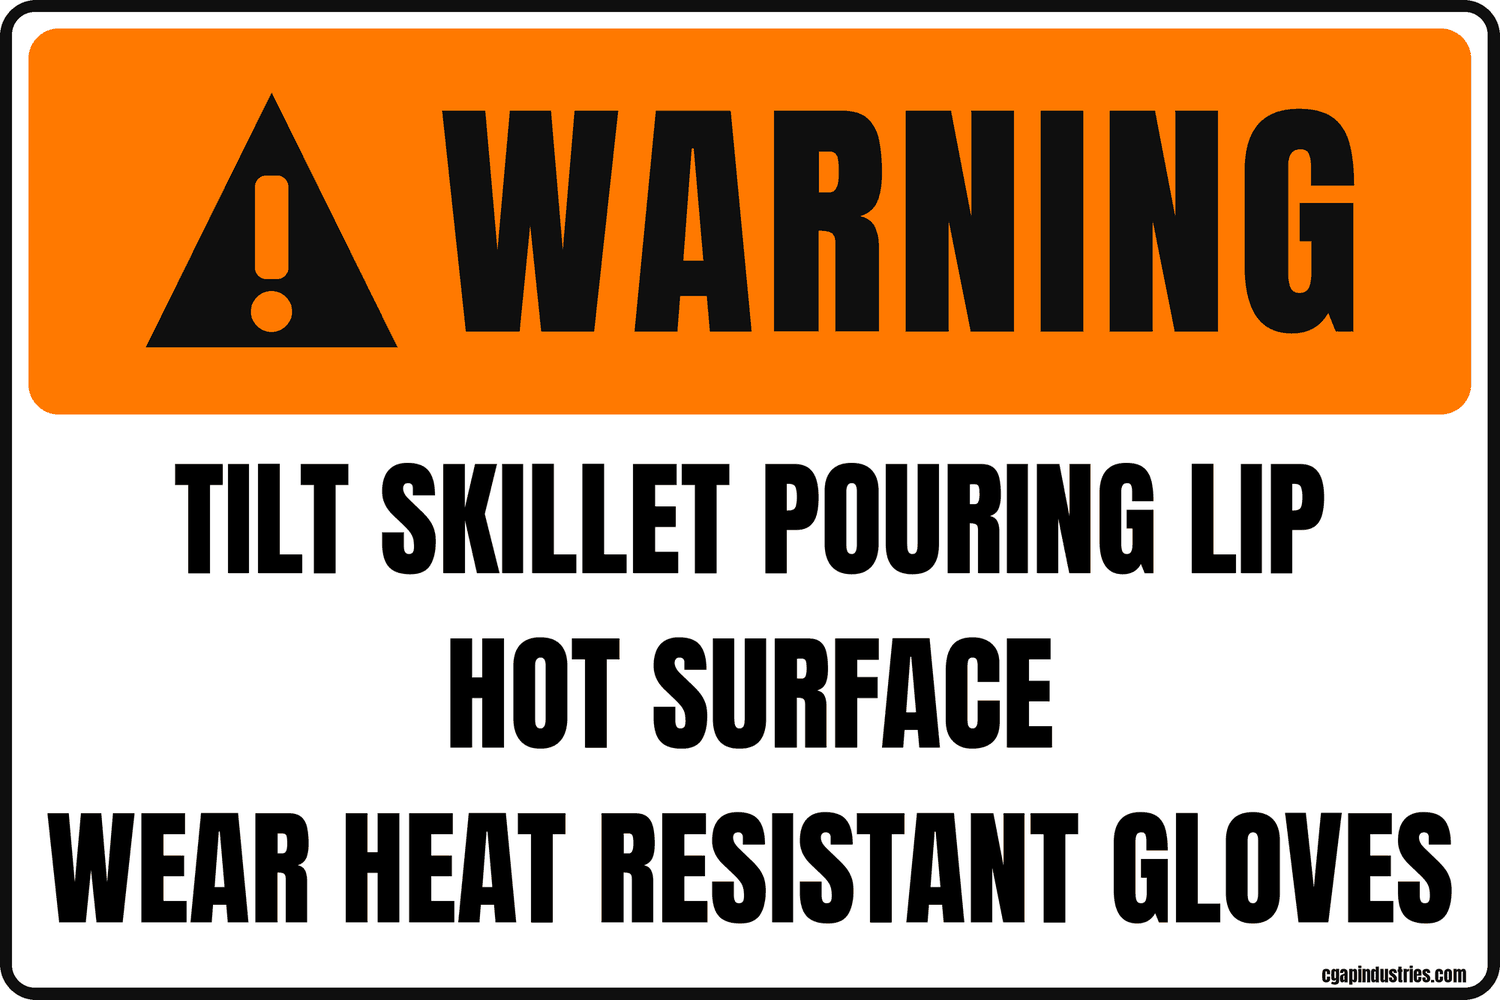 WARNING
TILT SKILLET POURING LIP
HOT SURFACE
WEAR HEAT RESISTANT GLOVES
cgapindustries.com